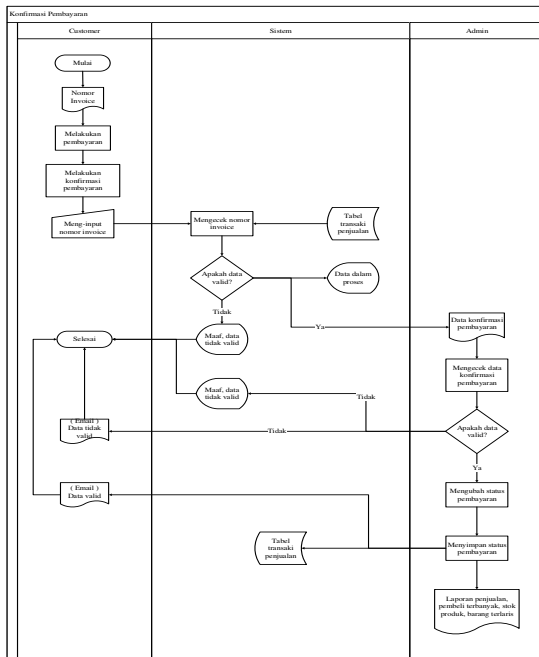 Konfirmasi Pembayaran
Customer
Sistem
Admin
Mulai
Nomor
Invoice
Melakukan
pembayaran
Melakukan
konfirmasi
pembayaran
Meng-input
nomor invoice
Mengecek nomor
invoice
Tabel
transaki
penjualan
Apakah data
valid?
Data dalam
proses
Tidak
Ya
Data konfirmasi
pembayaran
Selesai
Maaf, data
tidak valid
Mengecek data
konfirmasi
pembayaran
Maaf, data
tidak valid
Tidak
( Email )
Data tidak
valid
Tidak
Apakah data
valid?
Ya
( Email )
Data valid
Mengubah status
pembayaran
Tabel
transaki
penjualan
Menyimpan status
pembayaran
Laporan penjualan,
pembeli terbanyak, stok
produk, barang terlaris